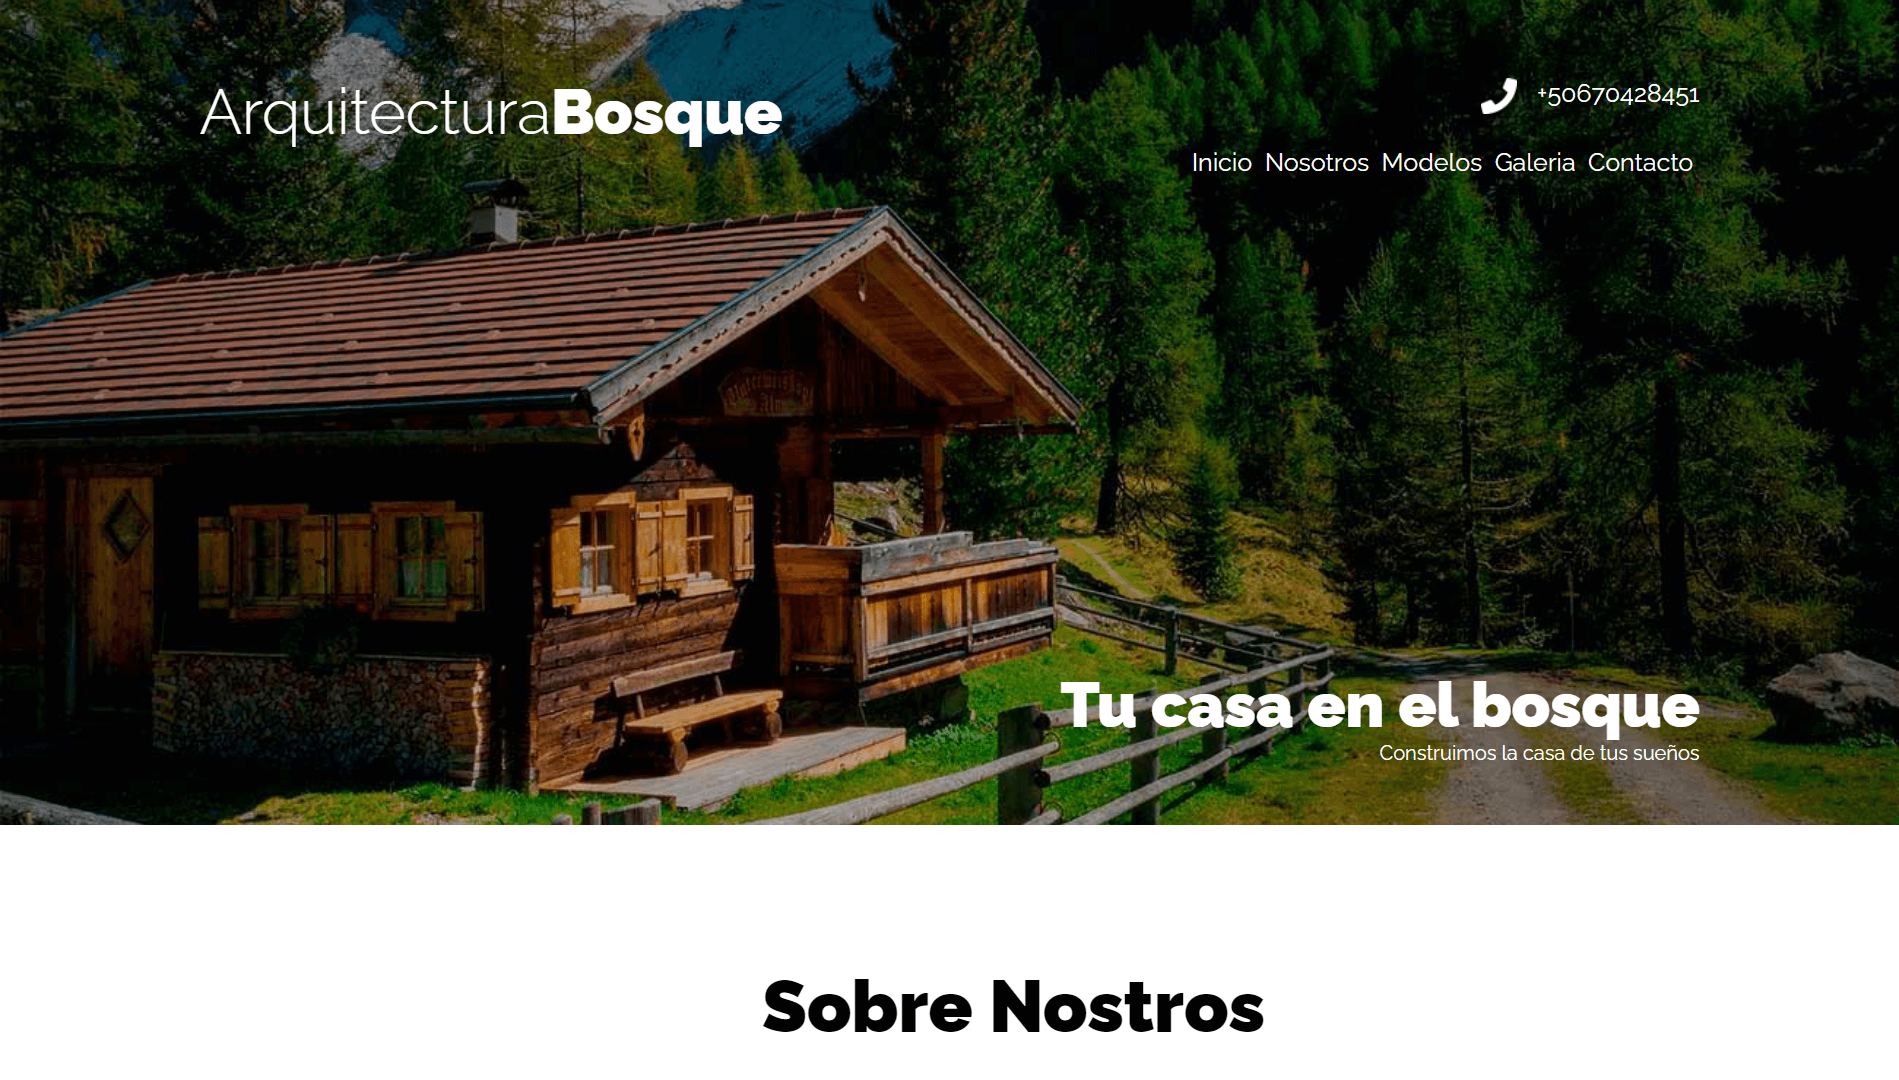 ArquitecturaBosque
+50670428451
Inicio Nosotros Modelos Galeria Contacto
Tu casa en el bosque
Construimos la casa de tus sueños
Sobre Nostros